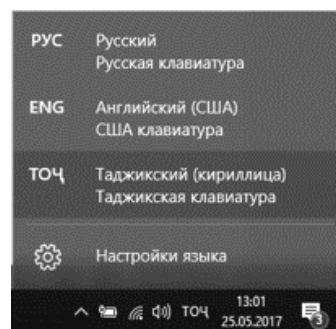 РУС Русский
Русская клавиатура
ENG Английский (США)
США клавиатура
ТОҶ Таджикский (кириллица)
Таджикская клавиатура
Настройки языка
ТОҶ 13:01
25.05.2017 3